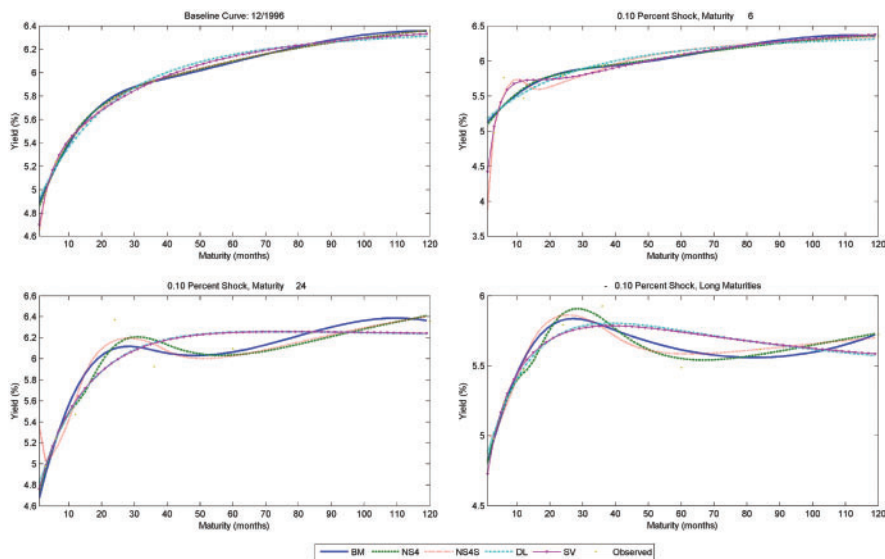 Baseline Curve: 12/1996
0.10 Percent Shock, Maturity 6
6.4
6.2
6
5.8
5.6
5.4
5.2
5
4.8
4.6
Yield (%)
10 20 30 40 50 60 70 80 90 100 110 120
Maturity (months)
6.5
6
5.5
5
4.5
4
3.5
Yield (%)
10 20 30 40 50 60 70 80 90 100 110 120
Maturity (months)
0.10 Percent Shock, Maturity 24
- 0.10 Percent Shock, Long Maturities
6.6
6.4
6.2
6
5.8
5.6
5.4
5.2
5
4.8
4.6
Yield (%)
10 20 30 40 50 60 70 80 90 100 110 120
Maturity (months)
6
5.5
5
4.5
Yield (%)
10 20 30 40 50 60 70 80 90 100 110 120
Maturity (months)
BM NS4 NS4S DL SV Observed